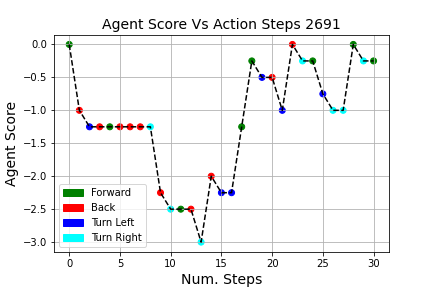 Agent Score Vs Action Steps 2691
Agent Score
0.0
−0.5
−1.0
−1.5
−2.0
−2.5
−3.0
Forward
Back
Turn Left
Turn Right
0 5 10 15 20 25 30
Num. Steps